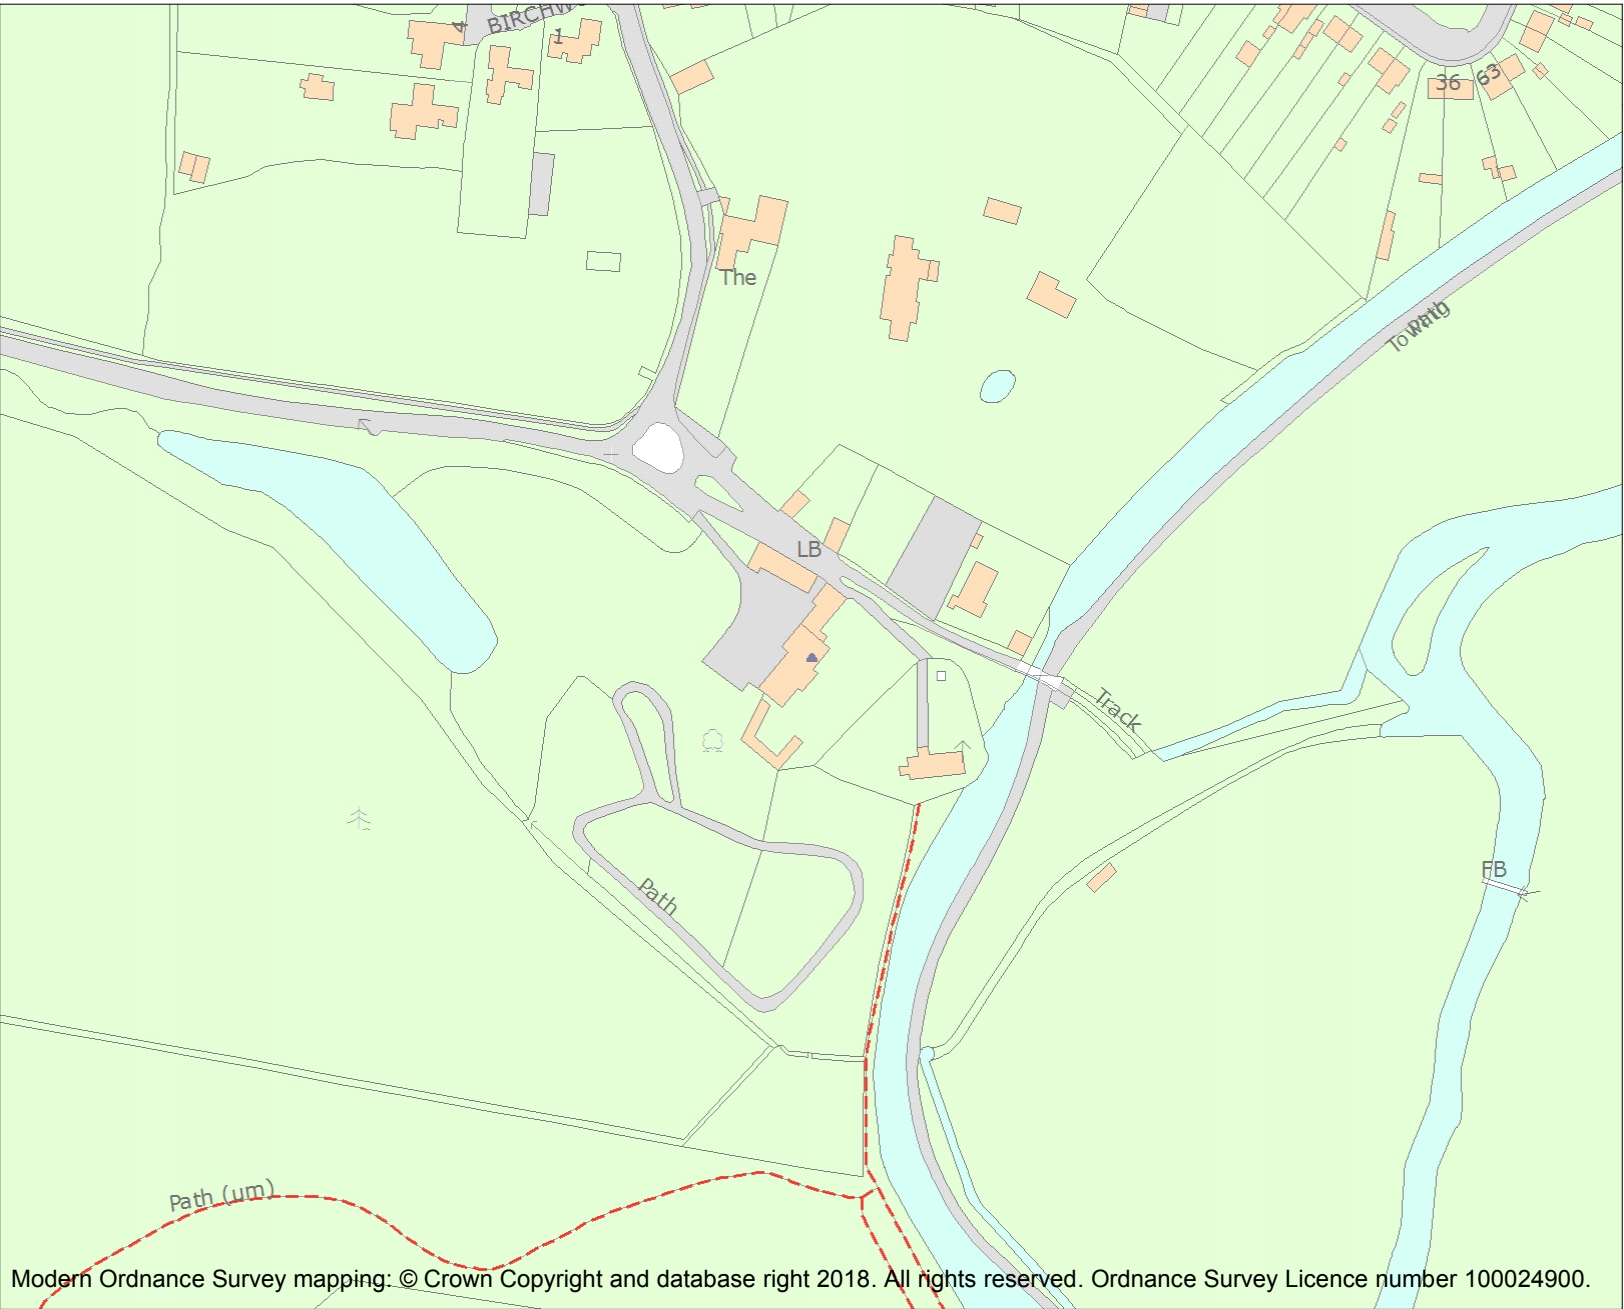 4
1
36
63
The
Towing
Path
LB
Track
FB
Path
Path (um)
Modern Ordnance Survey mapping: © Crown Copyright and database right 2018. All rights reserved. Ordnance Survey Licence number 100024900.